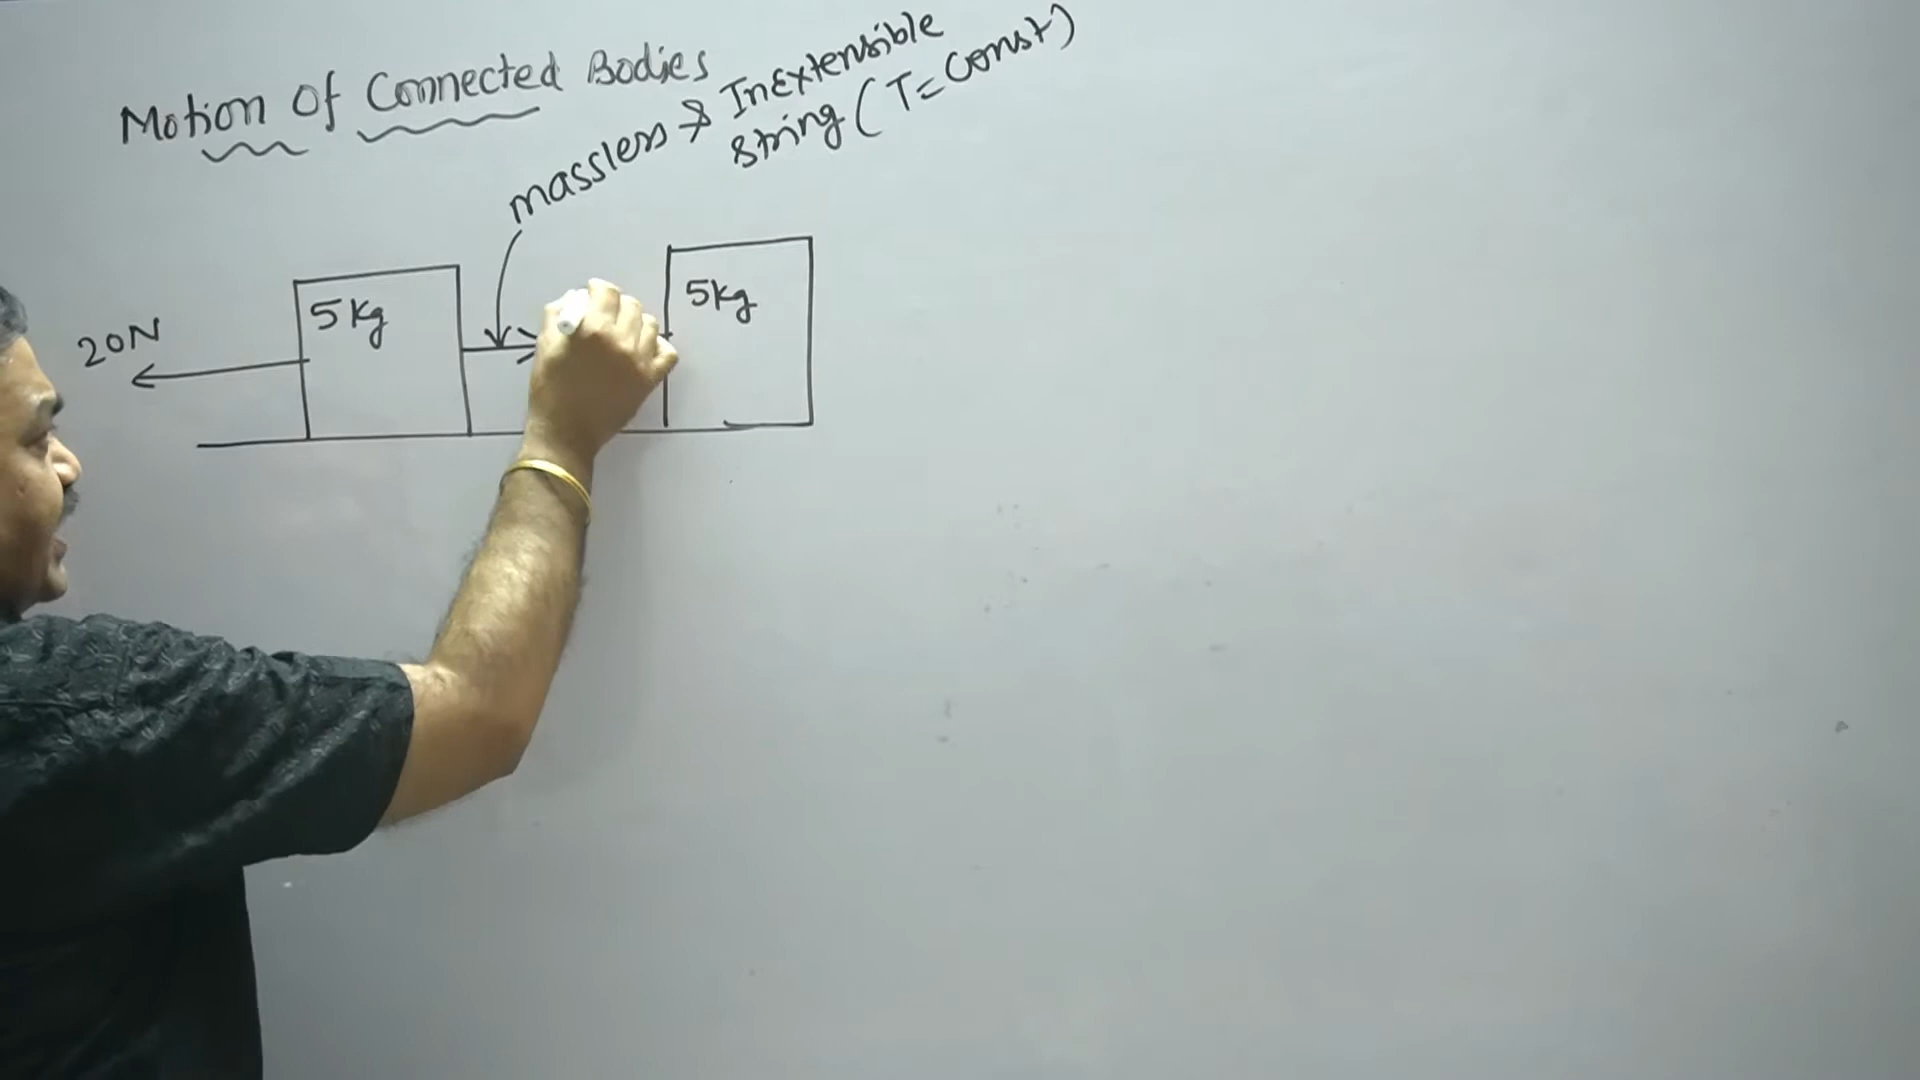 Motion Of Connected Bodies
massless & InExtensible
String (T=Const)
20N
5Kg
5kg